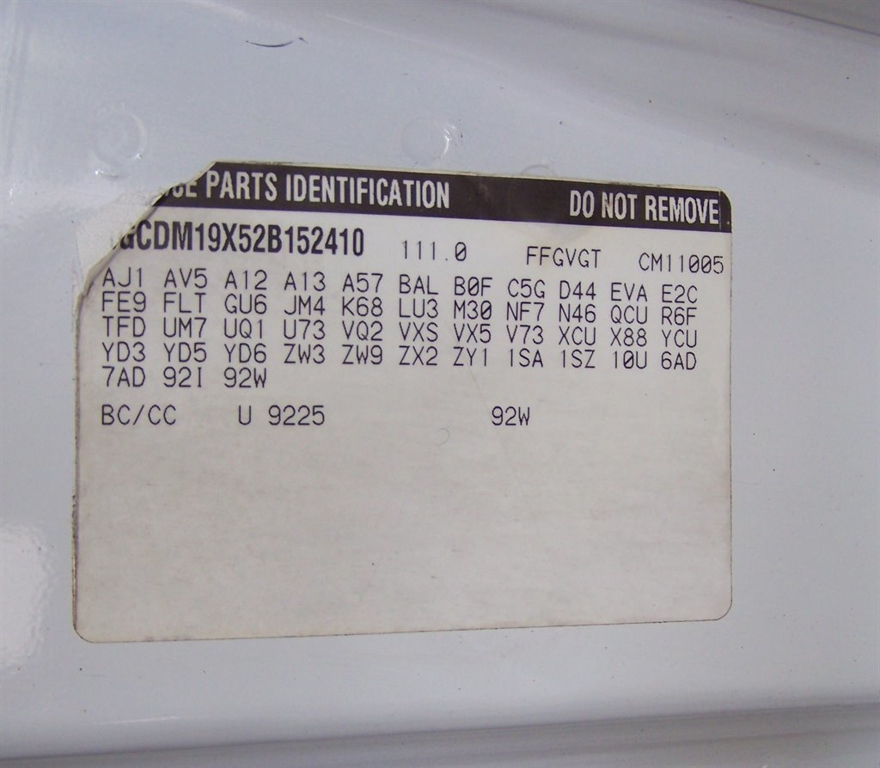 PARTS IDENTIFICATION DO NOT REMOVE
GCDM19X52B152410 111.0 FFGVGT CM11005
AJ1 AV5 A12 A13 A57 BAL B0F C5G D44 EVA E2C
FE9 FLT GU6 JM4 K68 LU3 M30 NF7 N46 QCU R6F
TFD UM7 UQ1 U73 VQ2 VXS VX5 V73 XCU X88 YCU
YD3 YD5 YD6 ZW3 ZW9 ZX2 ZY1 1SA 1SZ 10U 6AD
7AD 92I 92W
BC/CC U 9225 92W